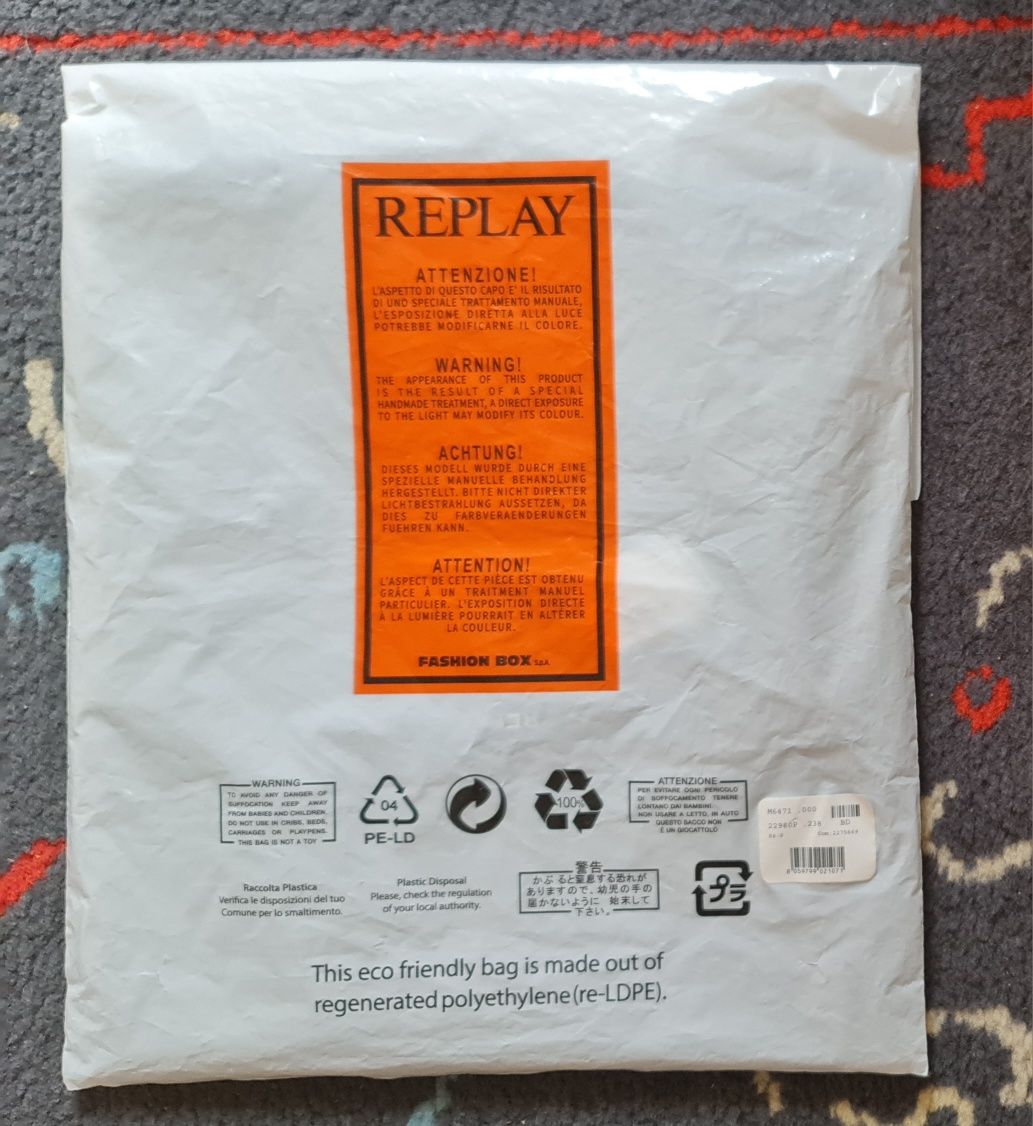 REPLAY
ATTENZIONE!
L'ASPETTO DI QUESTO CAPO E' IL RISULTATO
DI UNO SPECIALE TRATTAMENTO MANUALE,
L'ESPOSIZIONE DIRETTA ALLA LUCE
POTREBBE MODIFICARNE IL COLORE.
WARNING!
THE APPEARANCE OF THIS PRODUCT
IS THE RESULT OF A SPECIAL
HANDMADE TREATMENT, A DIRECT EXPOSURE
TO THE LIGHT MAY MODIFY ITS COLOUR.
ACHTUNG!
DIESES MODELL WURDE DURCH EINE
SPEZIELLE MANUELLE BEHANDLUNG
HERGESTELLT. BITTE NICHT DIREKTER
LICHTBESTRAHLUNG AUSSETZEN, DA
DIES ZU FARBVERAENDERUNGEN
FUEHREN KANN.
ATTENTION!
L'ASPECT DE CETTE PIÈCE EST OBTENU
GRÂCE À UN TRAITMENT MANUEL
PARTICULIER. L'EXPOSITION DIRECTE
À LA LUMIÈRE POURRAIT EN ALTÉRER
LA COULEUR.
FASHION BOX S.p.A.
WARNING
TO AVOID ANY DANGER OF
SUFFOCATION KEEP AWAY
FROM BABIES AND CHILDREN.
DO NOT USE IN CRIBS, BEDS,
CARRIAGES OR PLAYPENS.
THIS BAG IS NOT A TOY
04
PE-LD
100%
ATTENZIONE
PER EVITARE OGNI PERICOLO
DI SOFFOCAMENTO TENERE
LONTANO DAI BAMBINI.
NON USARE A LETTO, IN AUTO
QUESTO SACCO NON
È UN GIOCATTOLO
M6471 .000
22980P .238 BD
8 059799 021071
Raccolta Plastica
Verifica le disposizioni del tuo
Comune per lo smaltimento.
Plastic Disposal
Please, check the regulation
of your local authority.
警告
かぶると窒息する恐れが
ありますので、幼児の手の
届かないように 始末して
下さい。
プラ
This eco friendly bag is made out of
regenerated polyethylene (re-LDPE).